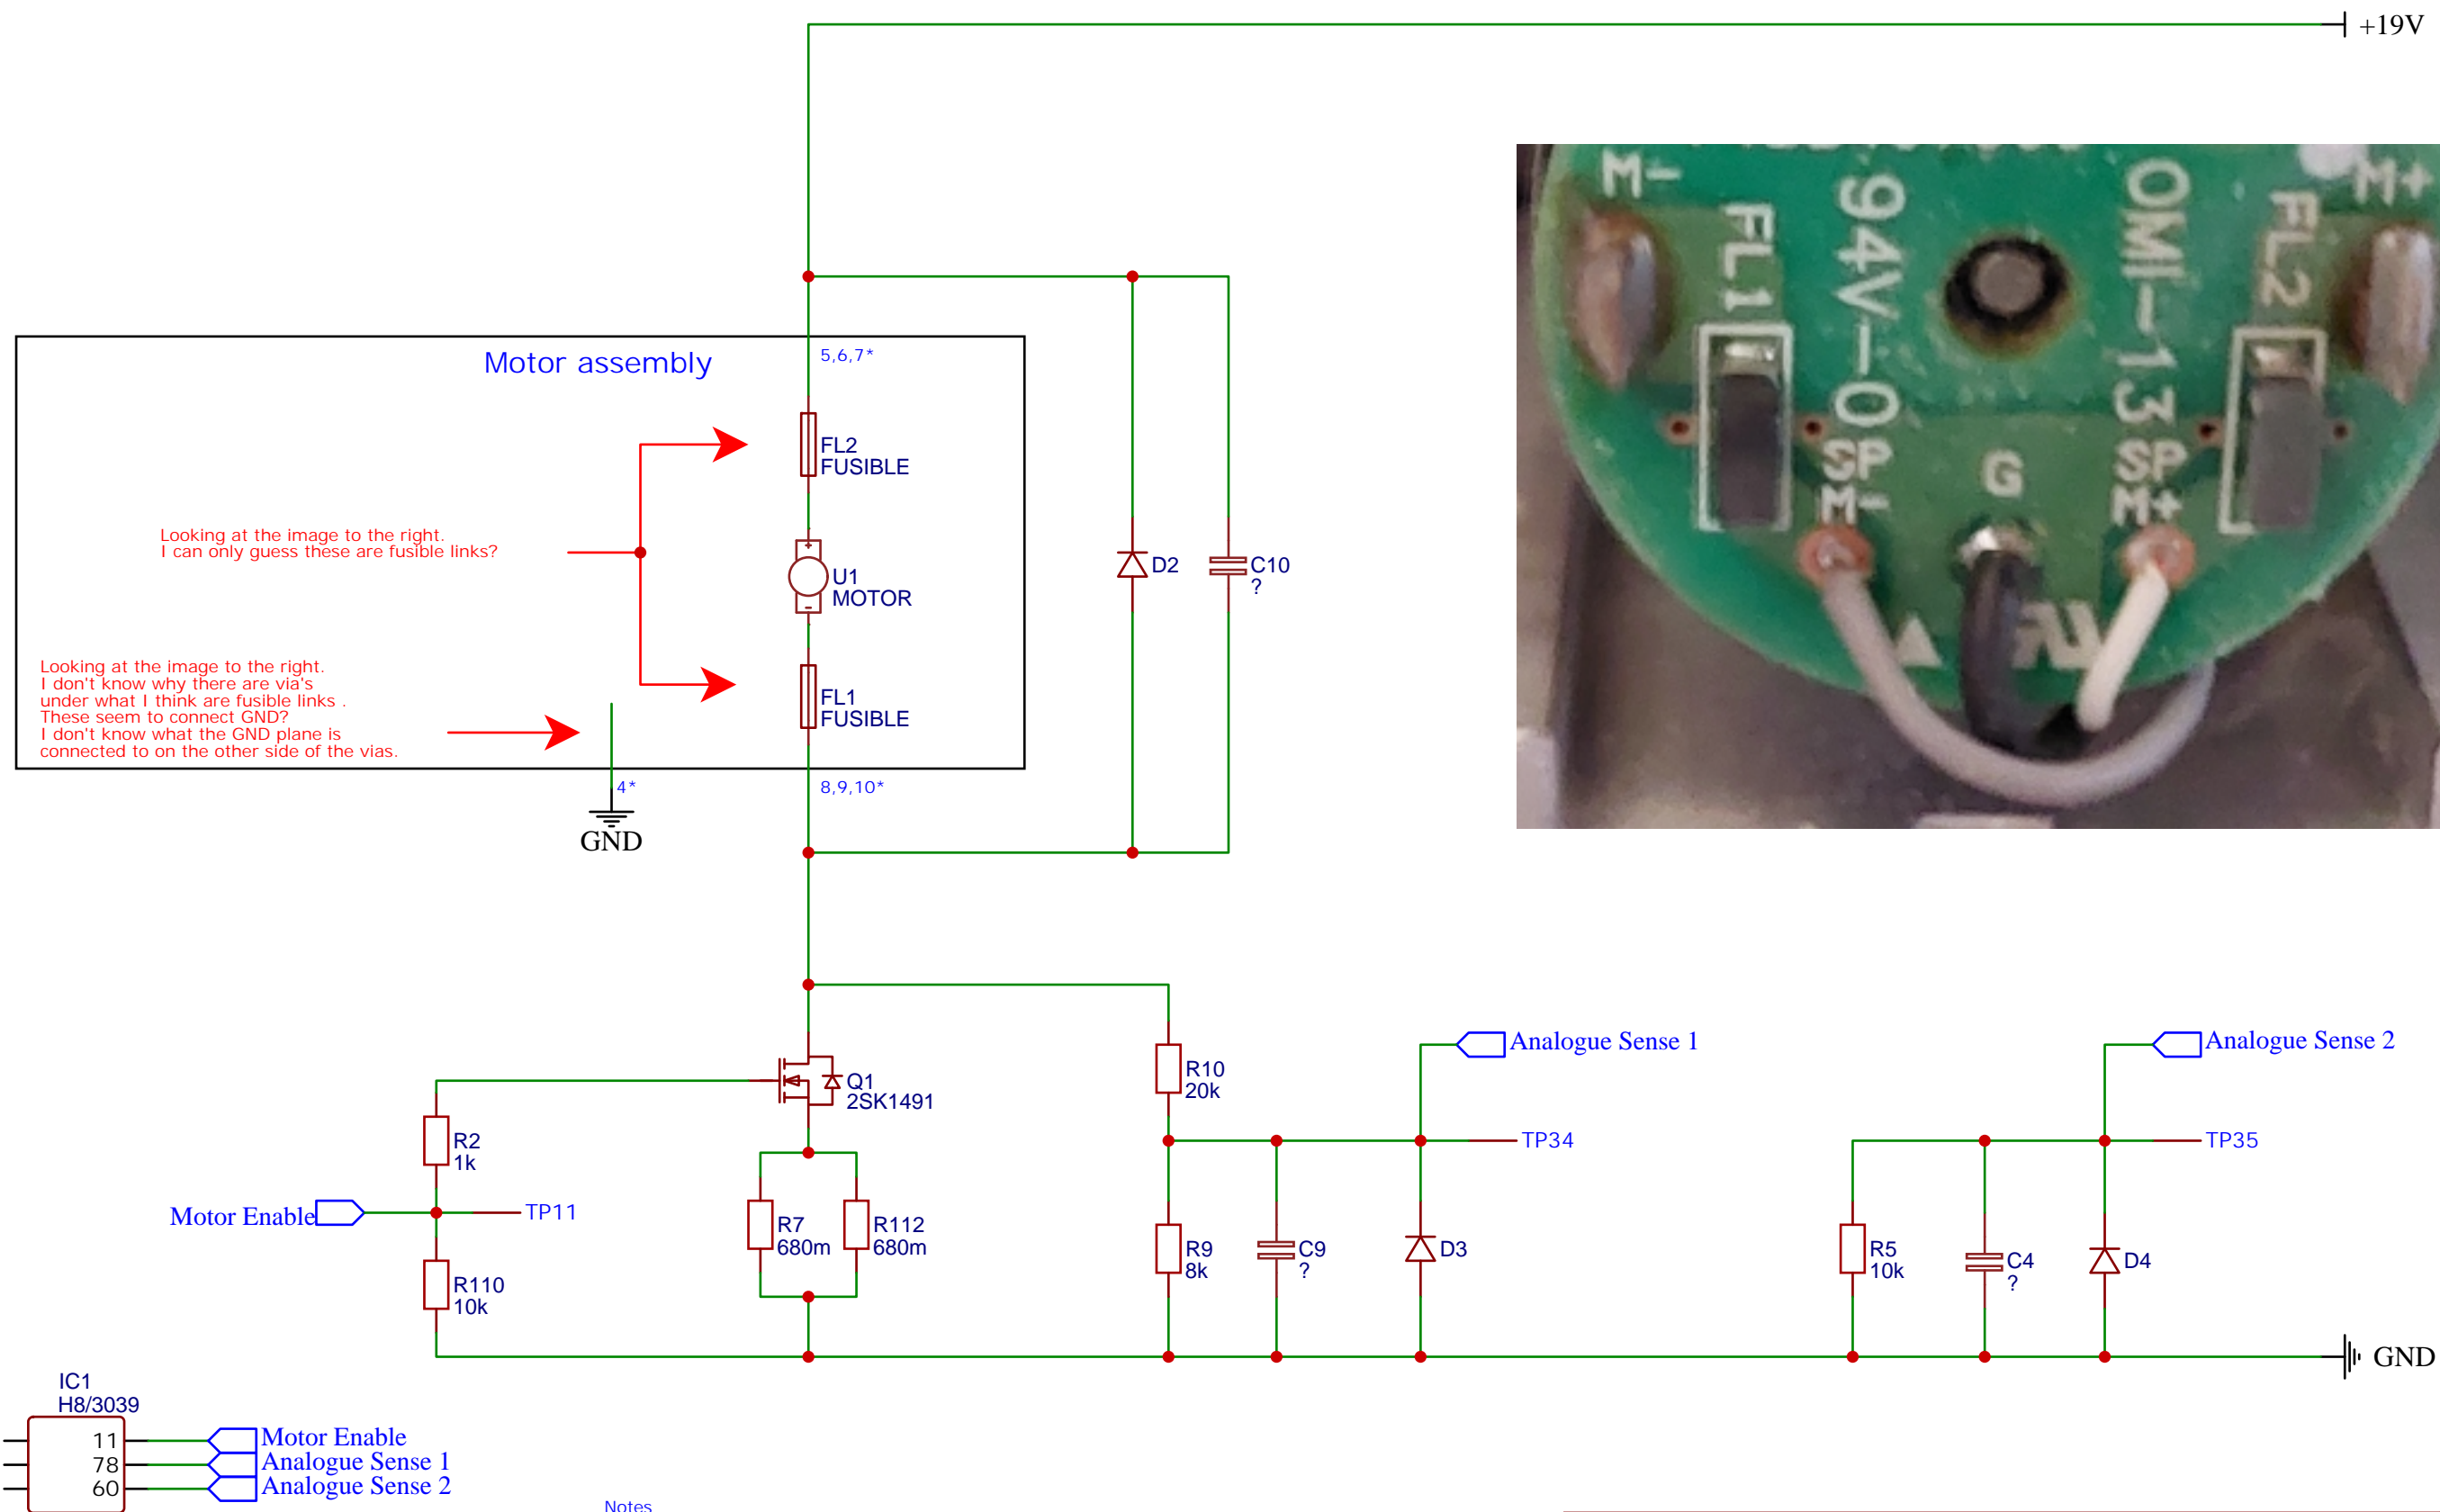 +19V
Motor assembly
5,6,7*
FL2
FUSIBLE
Looking at the image to the right.
I can only guess these are fusible links?
U1
MOTOR
D2
C10
?
Looking at the image to the right.
I don't know why there are via's
under what I think are fusible links .
These seem to connect GND?
I don't know what the GND plane is
connected to on the other side of the vias.
FL1
FUSIBLE
4*
8,9,10*
GND
M-
FL1
94V-0
OMI-13
FL2
M+
SP
M-
G
SP
M+
Analogue Sense 1
Analogue Sense 2
R10
20k
Q1
2SK1491
R2
1k
TP34
TP35
Motor Enable
TP11
R7
680m
R112
680m
R9
8k
C9
?
D3
R5
10k
C4
?
D4
R110
10k
GND
IC1
H8/3039
11 Motor Enable
78 Analogue Sense 1
60 Analogue Sense 2
Notes